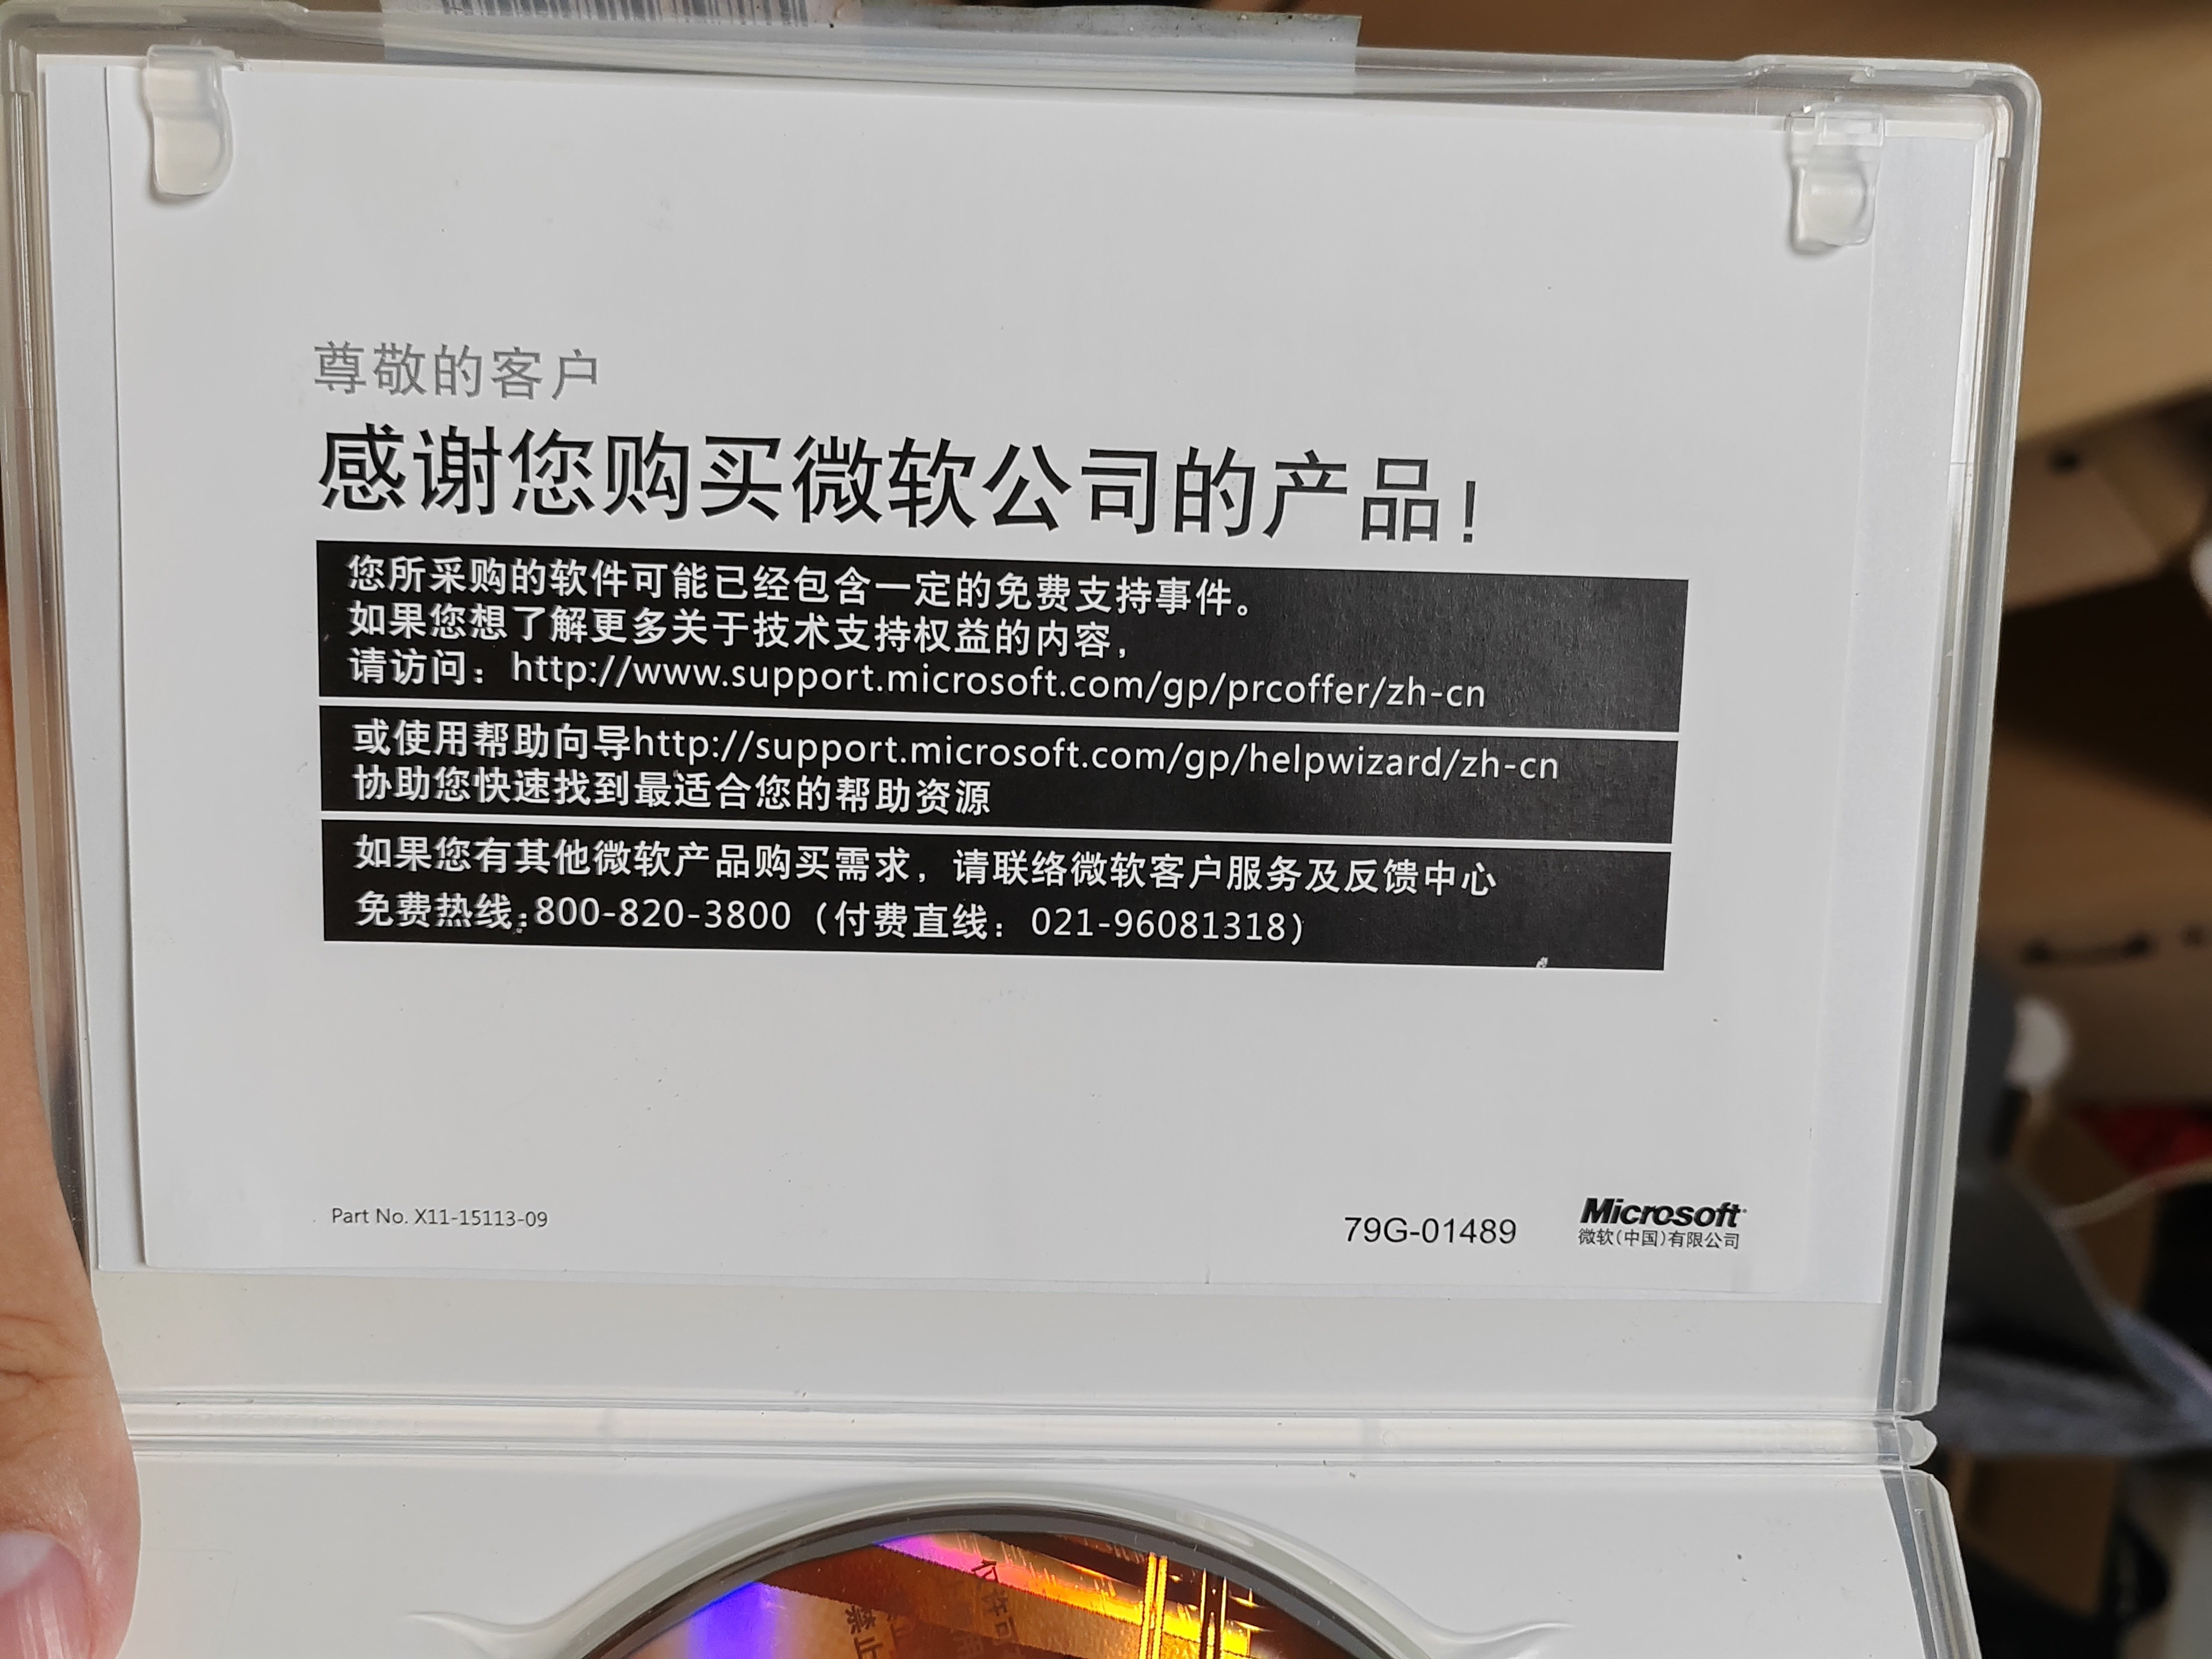 尊敬的客户
感谢您购买微软公司的产品！
您所采购的软件可能已经包含一定的免费支持事件。
如果您想了解更多关于技术支持权益的内容，
请访问：http://www.support.microsoft.com/gp/prcoffer/zh-cn
或使用帮助向导http://support.microsoft.com/gp/helpwizard/zh-cn
协助您快速找到最适合您的帮助资源
如果您有其他微软产品购买需求，请联络微软客户服务及反馈中心
免费热线：800-820-3800（付费直线：021-96081318）
Part No. X11-15113-09
79G-01489
Microsoft
微软（中国）有限公司